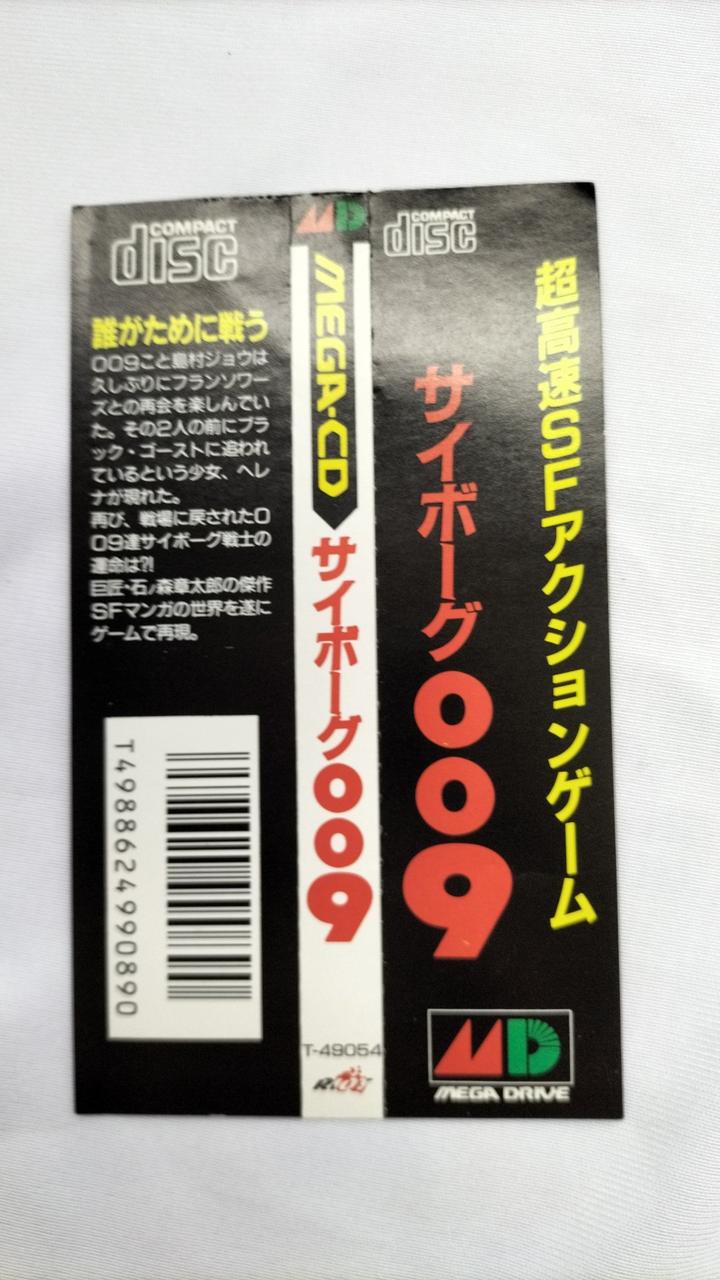 COMPACT
disc
誰がために戦う
009こと島村ジョウは
久しぶりにフランソワー
ズとの再会を楽しんでい
た。その2人の前にブラ
ック・ゴーストに追われ
ているという少女、ヘレ
ナが現れた。
再び、戦場に戻された0
09達サイボーグ戦士の
運命は?!
巨匠・石ノ森章太郎の傑作
SFマンガの世界を遂に
ゲームで再現。
T4988624990890
MD
MEGA-CD
サイボーグ009
T-49054
RIOT
COMPACT
disc
超高速SFアクションゲーム
サイボーグ009
MD
MEGA DRIVE